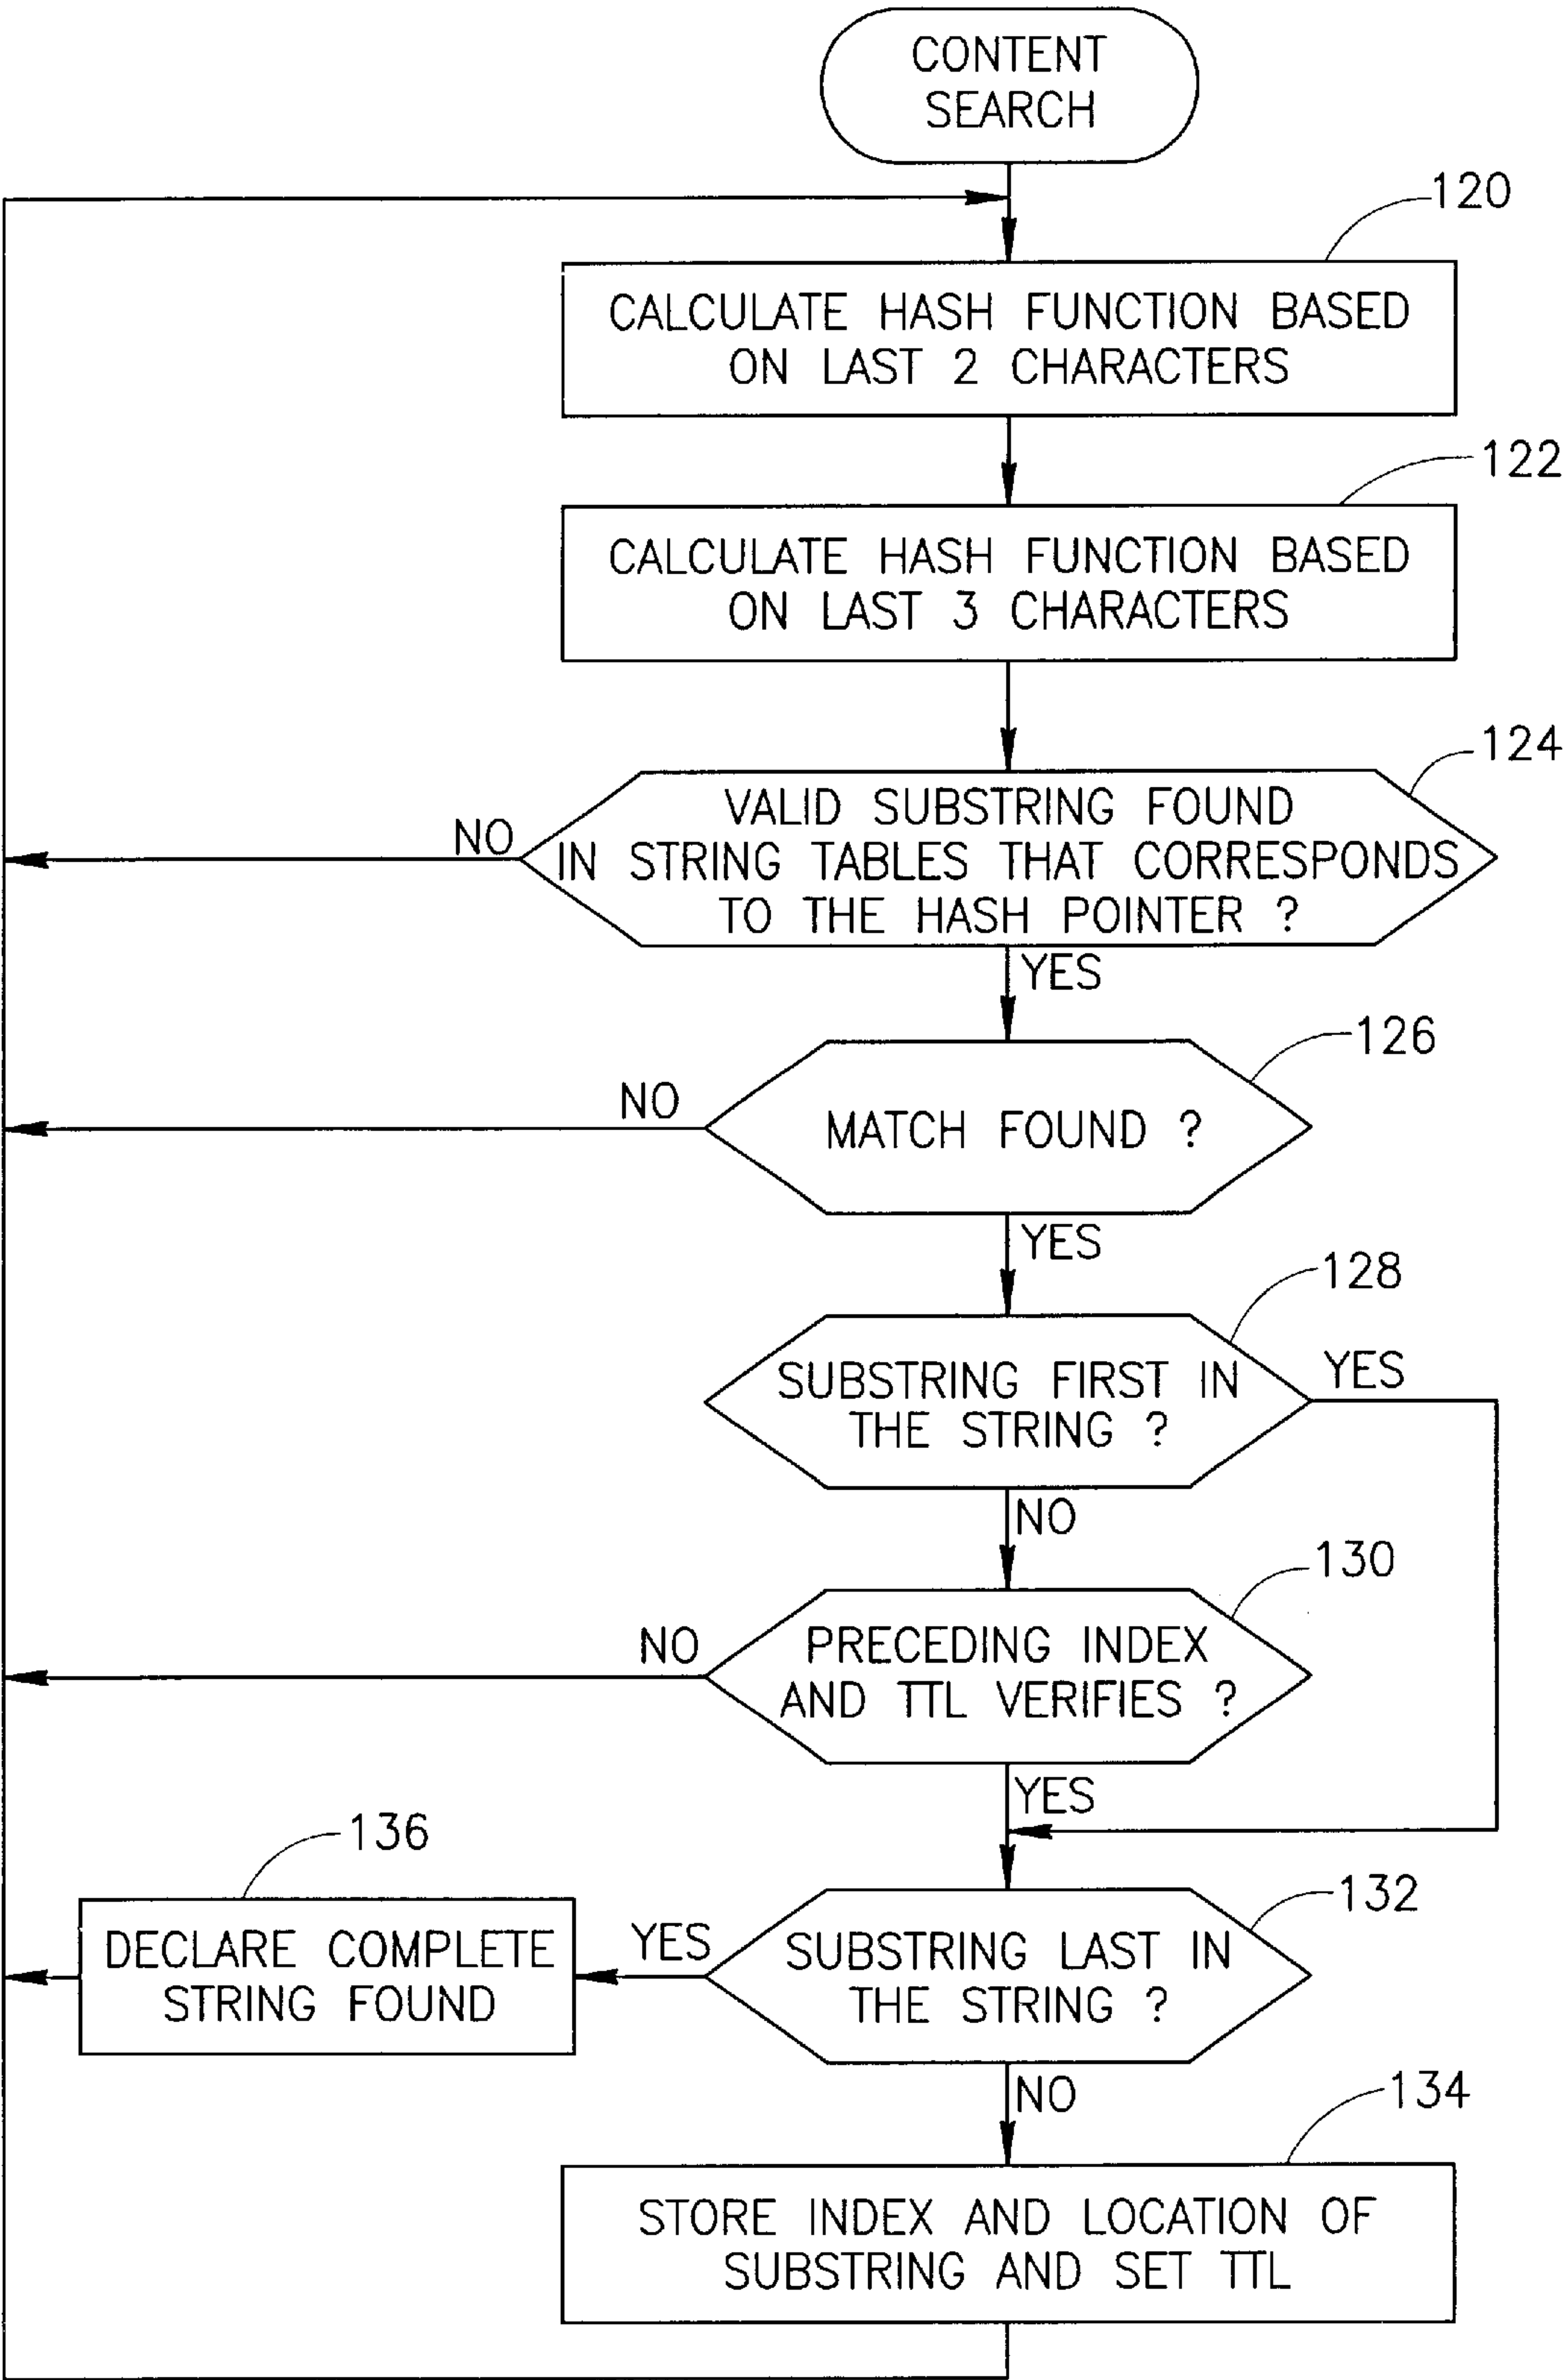 CONTENT
SEARCH
120
CALCULATE HASH FUNCTION BASED
ON LAST 2 CHARACTERS
122
CALCULATE HASH FUNCTION BASED
ON LAST 3 CHARACTERS
124
VALID SUBSTRING FOUND
IN STRING TABLES THAT CORRESPONDS
TO THE HASH POINTER ?
NO
YES
126
MATCH FOUND ?
NO
YES
128
SUBSTRING FIRST IN
THE STRING ?
YES
NO
130
PRECEDING INDEX
AND TTL VERIFIES ?
NO
YES
136
DECLARE COMPLETE
STRING FOUND
YES
132
SUBSTRING LAST IN
THE STRING ?
NO
134
STORE INDEX AND LOCATION OF
SUBSTRING AND SET TTL